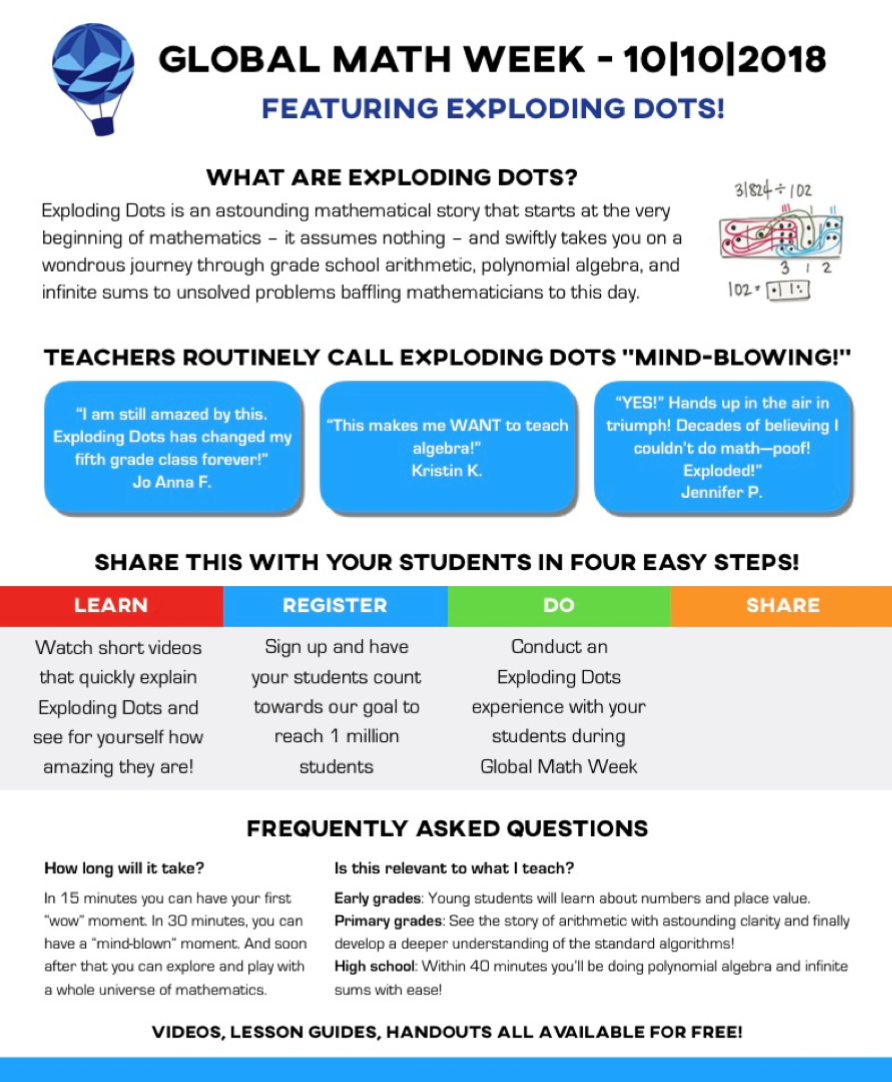 GLOBAL MATH WEEK - 10|10|2018
FEATURING EXPLODING DOTS!
WHAT ARE EXPLODING DOTS?
Exploding Dots is an astounding mathematical story that starts at the very
beginning of mathematics – it assumes nothing – and swiftly takes you on a
wondrous journey through grade school arithmetic, polynomial algebra, and
infinite sums to unsolved problems baffling mathematicians to this day.
31824 ÷ 102
3 1 2
102 =
TEACHERS ROUTINELY CALL EXPLODING DOTS "MIND-BLOWING!"
“I am still amazed by this.
Exploding Dots has changed my
fifth grade class forever!”
Jo Anna F.
“This makes me WANT to teach
algebra!”
Kristin K.
“YES!” Hands up in the air in
triumph! Decades of believing I
couldn’t do math—poof!
Exploded!”
Jennifer P.
SHARE THIS WITH YOUR STUDENTS IN FOUR EASY STEPS!
LEARN
Watch short videos
that quickly explain
Exploding Dots and
see for yourself how
amazing they are!
REGISTER
Sign up and have
your students count
towards our goal to
reach 1 million
students
DO
Conduct an
Exploding Dots
experience with your
students during
Global Math Week
SHARE
FREQUENTLY ASKED QUESTIONS
How long will it take?
In 15 minutes you can have your first
“wow” moment. In 30 minutes, you can
have a “mind-blown” moment. And soon
after that you can explore and play with
a whole universe of mathematics.
Is this relevant to what I teach?
Early grades: Young students will learn about numbers and place value.
Primary grades: See the story of arithmetic with astounding clarity and finally
develop a deeper understanding of the standard algorithms!
High school: Within 40 minutes you’ll be doing polynomial algebra and infinite
sums with ease!
VIDEOS, LESSON GUIDES, HANDOUTS ALL AVAILABLE FOR FREE!